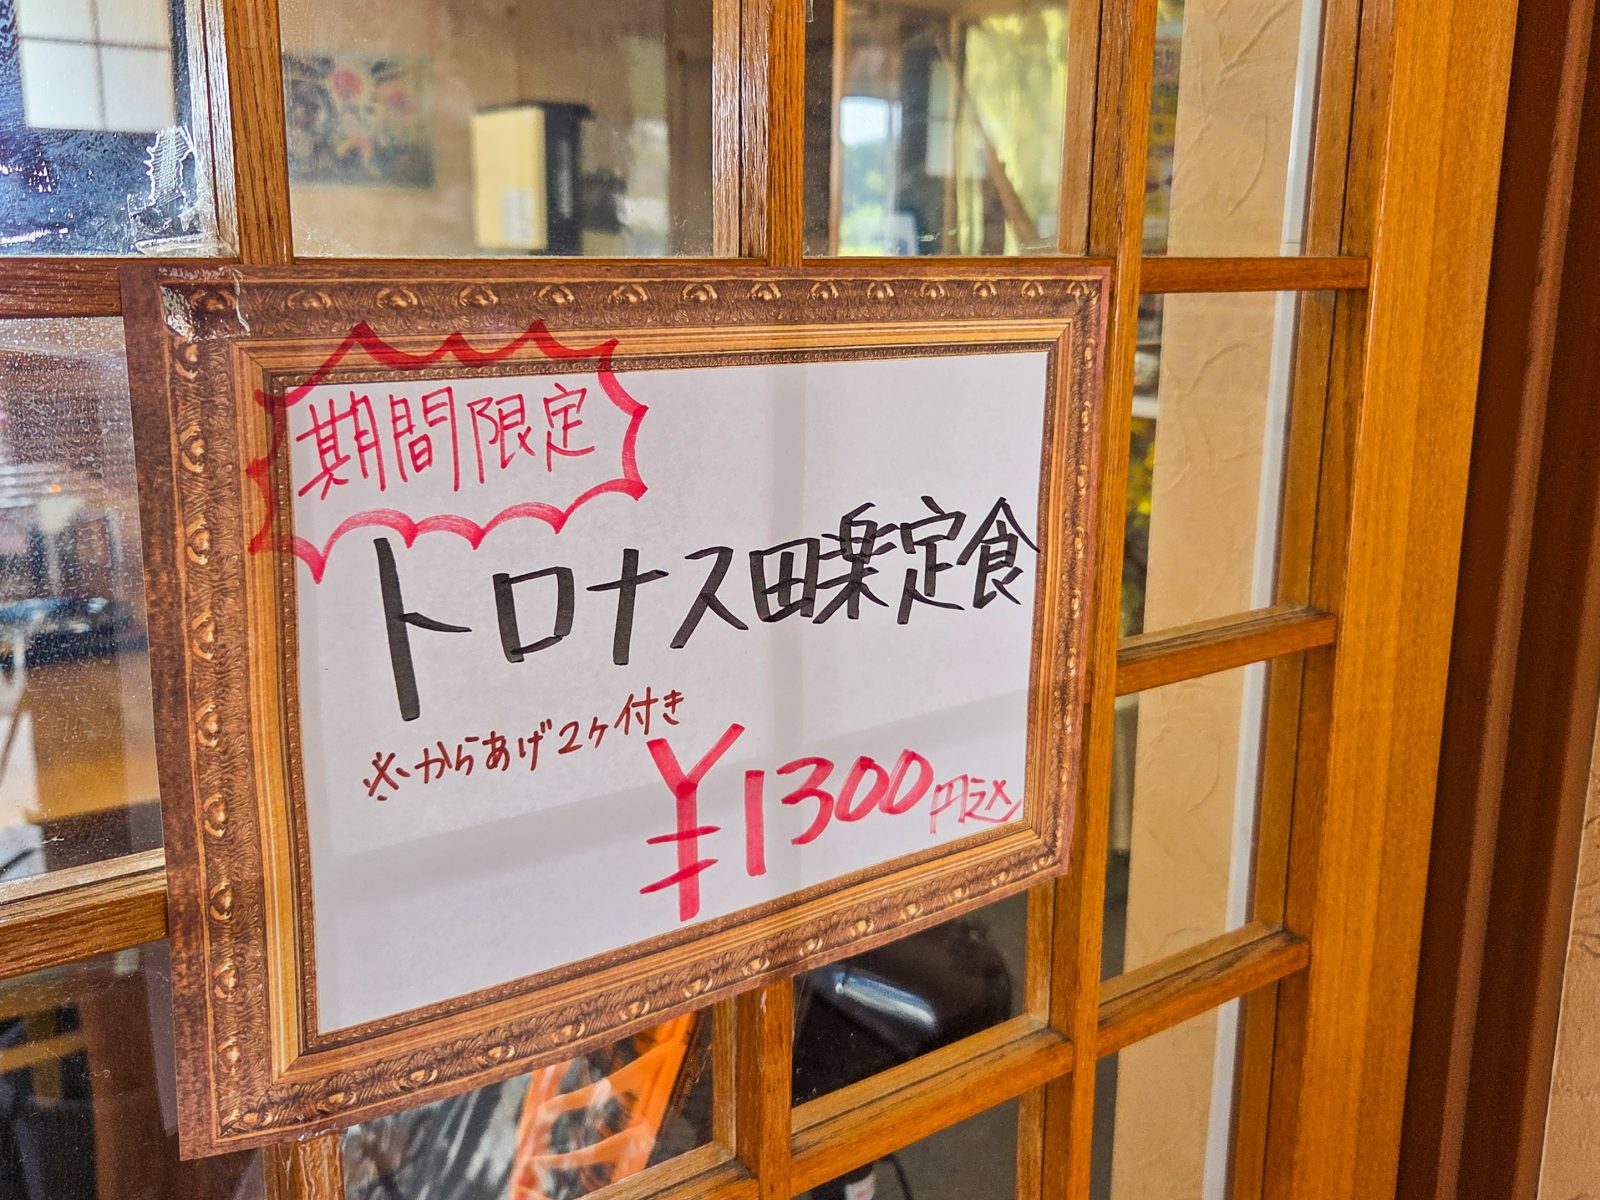 期間限定
トロナス田楽定食
※からあげ2ヶ付き
¥1300円込